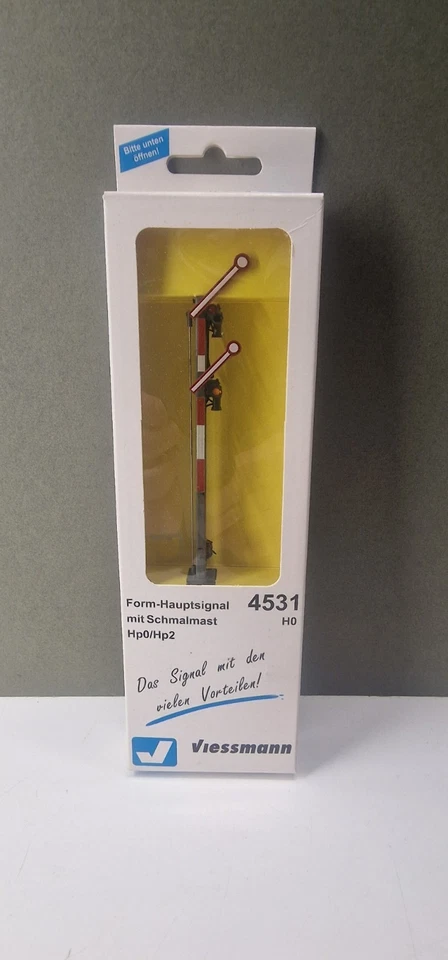 Bitte unten
öffnen!
Form-Hauptsignal 4531
mit Schmalmast H0
Hp0/Hp2
Das Signal mit den
vielen Vorteilen!
Viessmann